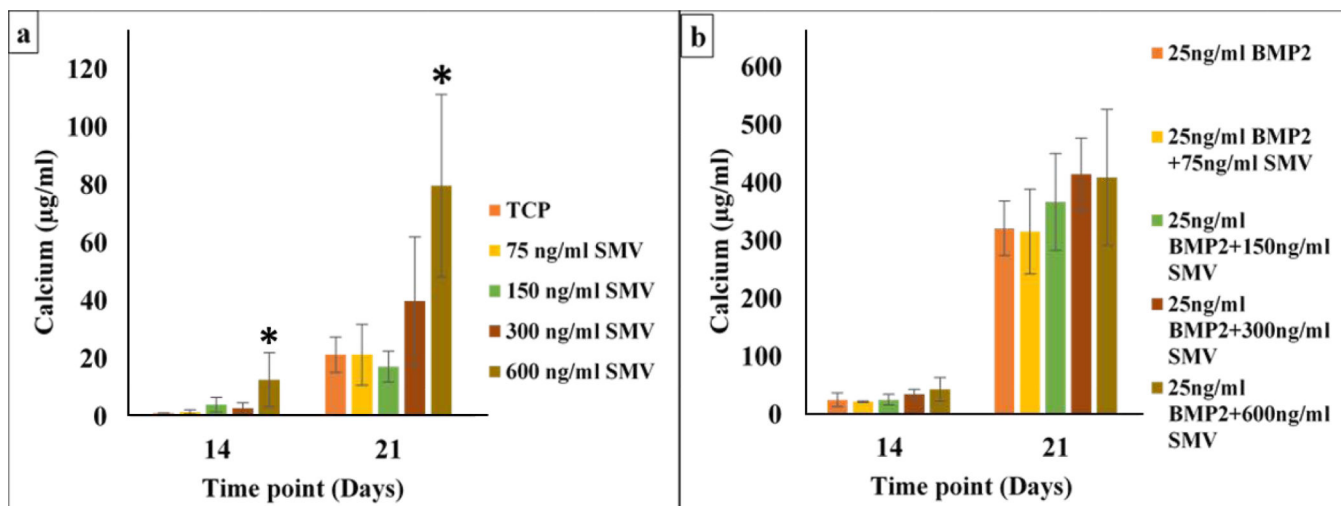 a
120
100
80
60
40
20
0
Calcium (µg/ml)
*
*
14
21
Time point (Days)
TCP
75 ng/ml SMV
150 ng/ml SMV
300 ng/ml SMV
600 ng/ml SMV
b
600
500
400
300
200
100
0
Calcium (µg/ml)
14
21
Time point (Days)
25ng/ml BMP2
25ng/ml BMP2
+75ng/ml SMV
25ng/ml
BMP2+150ng/ml
SMV
25ng/ml
BMP2+300ng/ml
SMV
25ng/ml
BMP2+600ng/ml
SMV